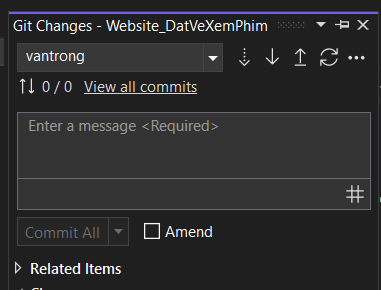 Git Changes - Website_DatVeXemPhim
vantrong
0 / 0 View all commits
Enter a message <Required>
Commit All Amend
Related Items